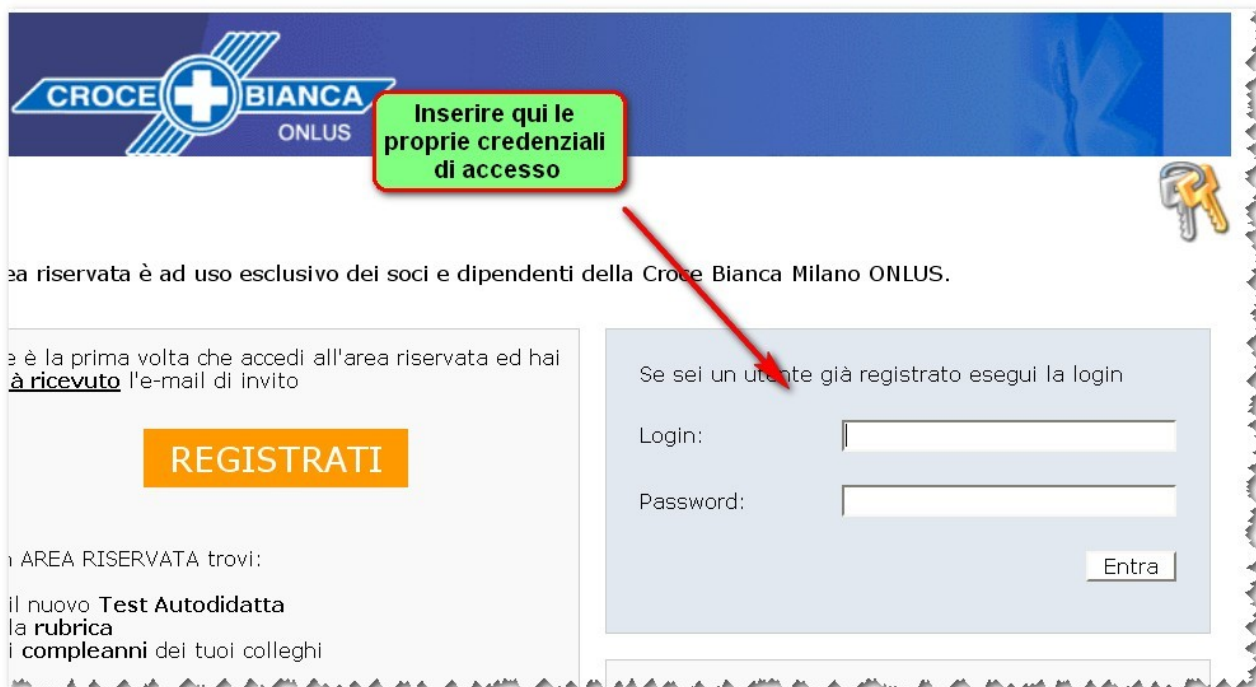 CROCE BIANCA
ONLUS
Inserire qui le
proprie credenziali
di accesso
ea riservata è ad uso esclusivo dei soci e dipendenti della Croce Bianca Milano ONLUS.
e è la prima volta che accedi all'area riservata ed hai
à ricevuto l'e-mail di invito
REGISTRATI
AREA RISERVATA trovi:
il nuovo Test Autodidatta
la rubrica
i compleanni dei tuoi colleghi
Se sei un utente già registrato esegui la login
Login:
Password:
Entra